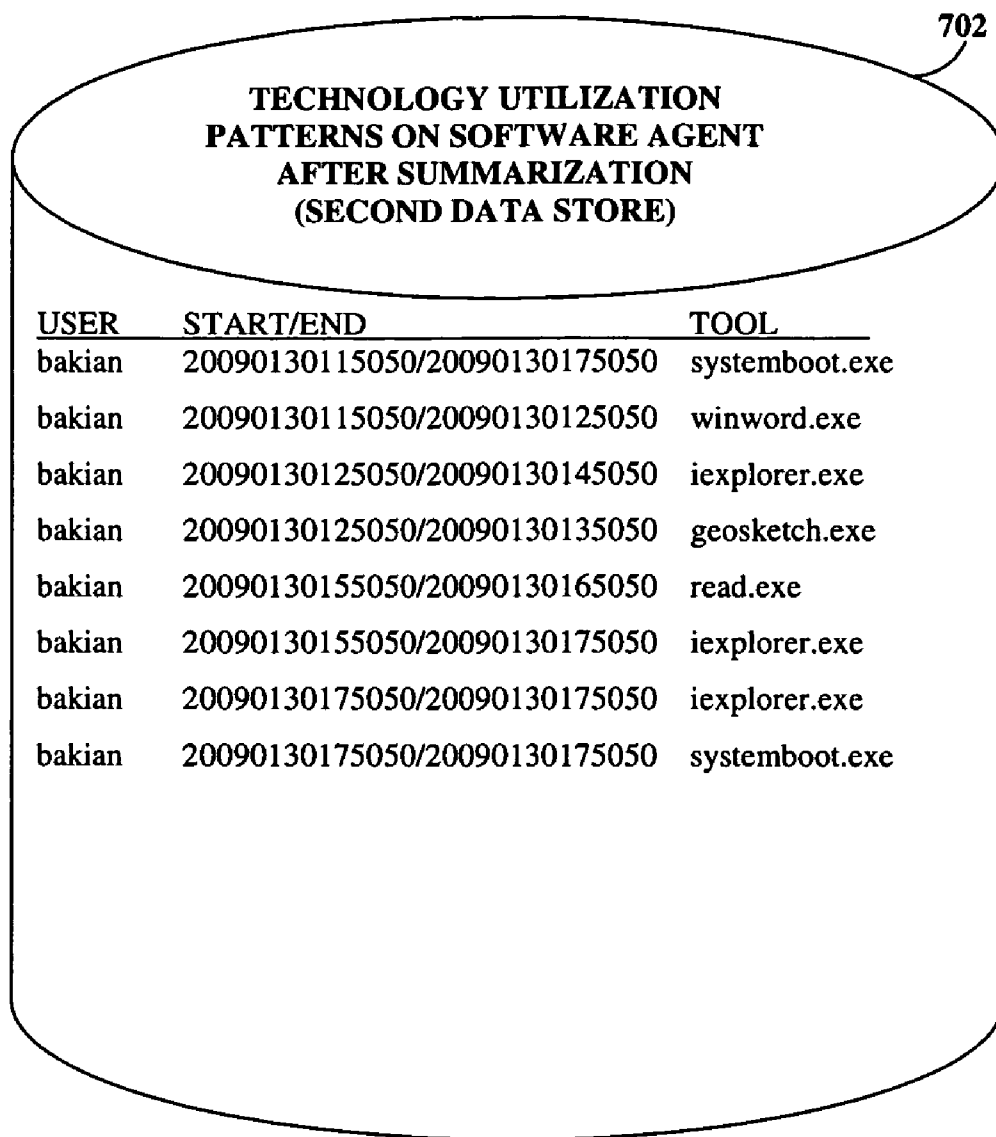 702
TECHNOLOGY UTILIZATION
PATTERNS ON SOFTWARE AGENT
AFTER SUMMARIZATION
(SECOND DATA STORE)
USER START/END TOOL
bakian 20090130115050/20090130175050 systemboot.exe
bakian 20090130115050/20090130125050 winword.exe
bakian 20090130125050/20090130145050 iexplorer.exe
bakian 20090130125050/20090130135050 geosketch.exe
bakian 20090130155050/20090130165050 read.exe
bakian 20090130155050/20090130175050 iexplorer.exe
bakian 20090130175050/20090130175050 iexplorer.exe
bakian 20090130175050/20090130175050 systemboot.exe